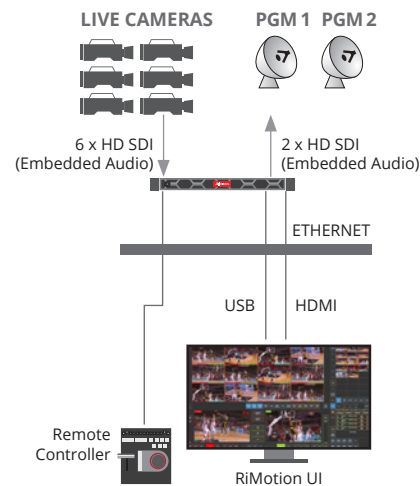 LIVE CAMERAS
PGM 1 PGM 2
6 x HD SDI
(Embedded Audio)
2 x HD SDI
(Embedded Audio)
ETHERNET
USB
HDMI
Remote
Controller
RiMotion UI